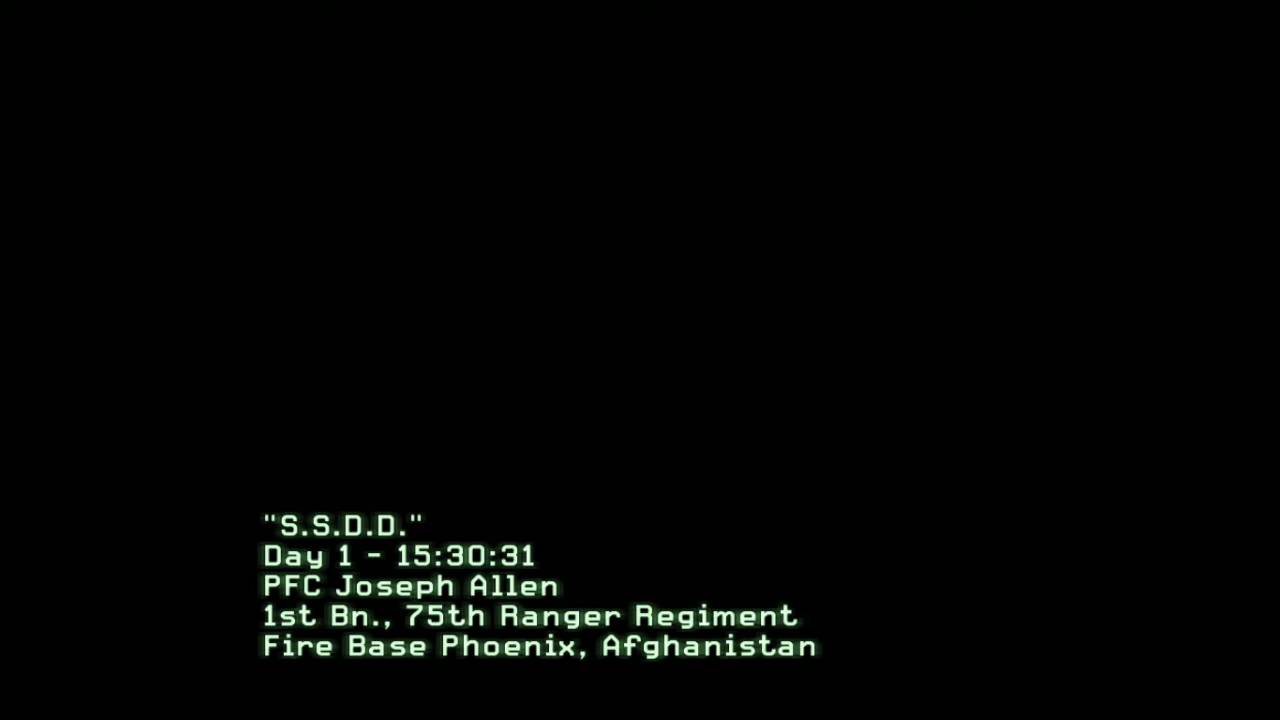 "S.S.D.D."
Day 1 - 15:30:31
PFC Joseph Allen
1st Bn., 75th Ranger Regiment
Fire Base Phoenix, Afghanistan